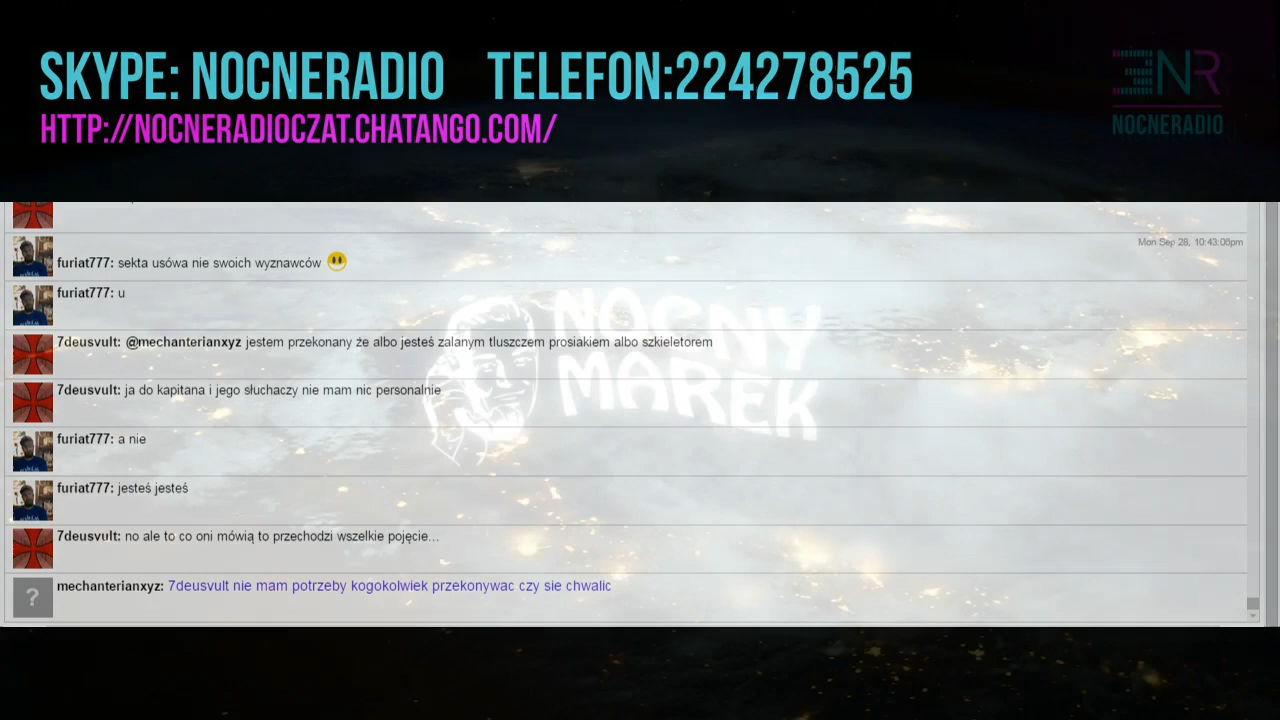 SKYPE: NOCNERADIO TELEFON:224278525
HTTP://NOCNERADIOCZAT.CHATANGO.COM/
ENR
NOCNERADIO
Mon Sep 28, 10:43:06pm
furiat777: sekta usówa nie swoich wyznawców
furiat777: u
7deusvult: @mechanterianxyz jestem przekonany że albo jesteś zalanym tluszczem prosiakiem albo szkieletorem
7deusvult: ja do kapitana i jego słuchaczy nie mam nic personalnie
furiat777: a nie
furiat777: jesteś jesteś
7deusvult: no ale to co oni mówią to przechodzi wszelkie pojęcie...
? mechanterianxyz: 7deusvult nie mam potrzeby kogokolwiek przekonywac czy sie chwalic
NOCNY
MAREK